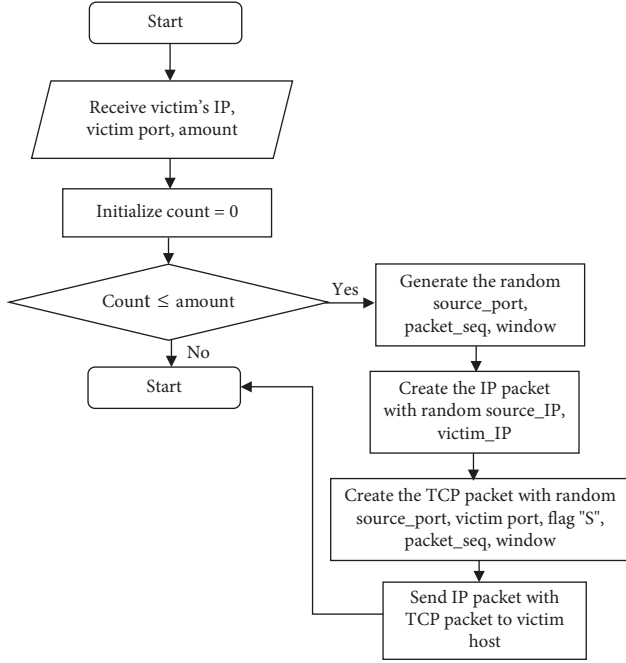 Start
Receive victim's IP,
victim port, amount
Initialize count = 0
Count ≤ amount
Yes
No
Start
Generate the random
source_port,
packet_seq, window
Create the IP packet
with random source_IP,
victim_IP
Create the TCP packet with random
source_port, victim port, flag "S",
packet_seq, window
Send IP packet with
TCP packet to victim
host